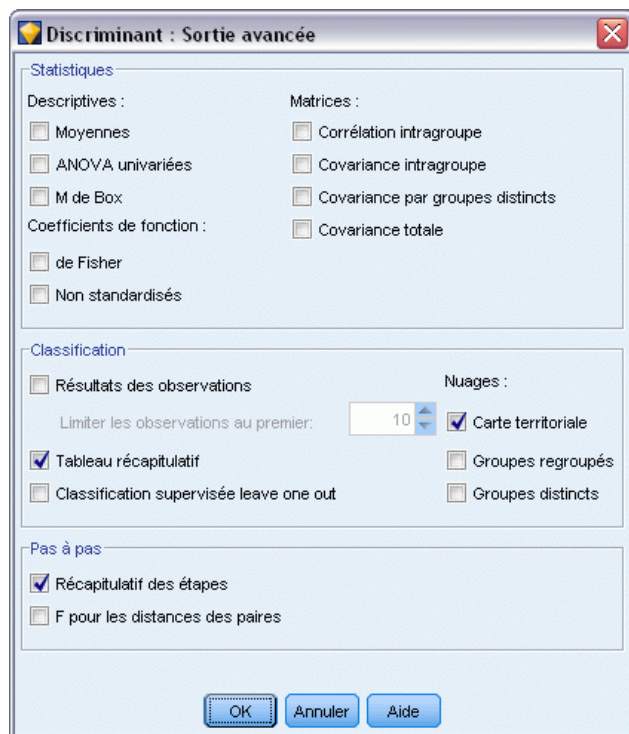 Discriminant : Sortie avancée
Statistiques
Descriptives :
Moyennes
ANOVA univariées
M de Box
Coefficients de fonction :
de Fisher
Non standardisés
Matrices :
Corrélation intragroupe
Covariance intragroupe
Covariance par groupes distincts
Covariance totale
Classification
Résultats des observations
Limiter les observations au premier:
10
Tableau récapitulatif
Classification supervisée leave one out
Nuages :
Carte territoriale
Groupes regroupés
Groupes distincts
Pas à pas
Récapitulatif des étapes
F pour les distances des paires
OK
Annuler
Aide